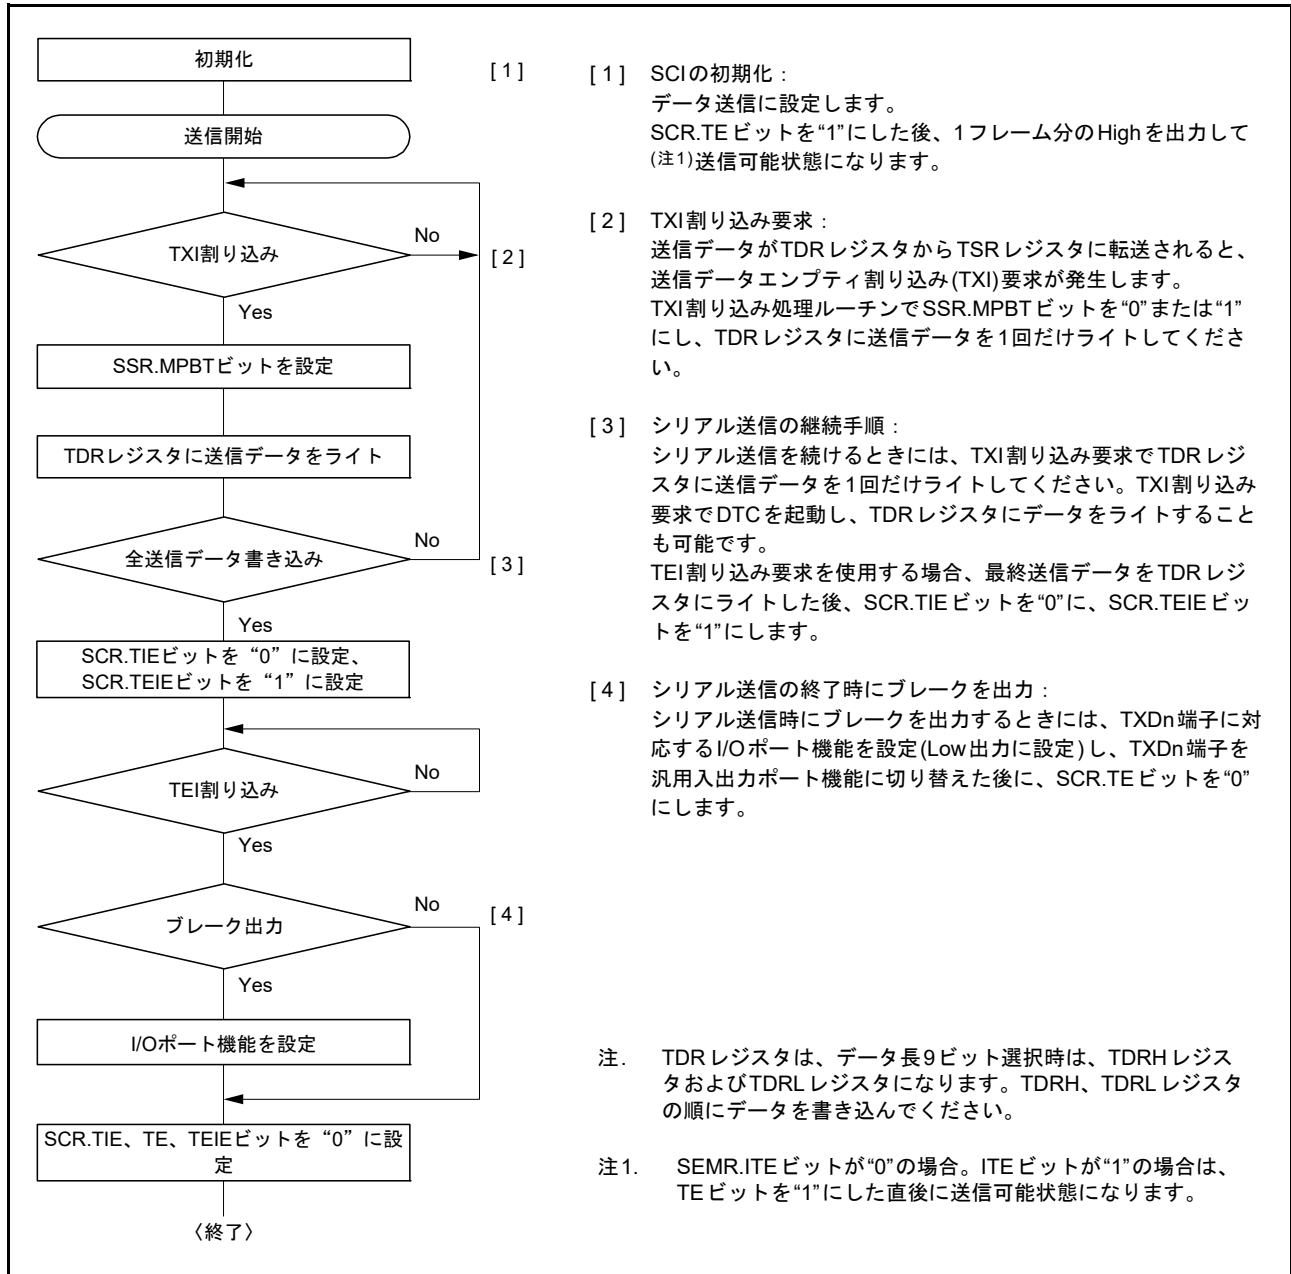 初期化
[ 1 ]
送信開始
TXI割り込み
No
[ 2 ]
Yes
SSR.MPBTビットを設定
TDRレジスタに送信データをライト
全送信データ書き込み
No
[ 3 ]
Yes
SCR.TIEビットを“0”に設定、
SCR.TEIEビットを“1”に設定
TEI割り込み
No
Yes
ブレーク出力
No
[ 4 ]
Yes
I/Oポート機能を設定
SCR.TIE、TE、TEIEビットを“0”に設
定
〈終了〉
[ 1 ] SCIの初期化：
データ送信に設定します。
SCR.TEビットを“1”にした後、1フレーム分のHighを出力して
(注1)送信可能状態になります。
[ 2 ] TXI割り込み要求：
送信データがTDRレジスタからTSRレジスタに転送されると、
送信データエンプティ割り込み(TXI)要求が発生します。
TXI割り込み処理ルーチンでSSR.MPBTビットを“0”または“1”
にし、TDRレジスタに送信データを1回だけライトしてくださ
い。
[ 3 ] シリアル送信の継続手順：
シリアル送信を続けるときには、TXI割り込み要求でTDRレジ
スタに送信データを1回だけライトしてください。TXI割り込み
要求でDTCを起動し、TDRレジスタにデータをライトすること
も可能です。
TEI割り込み要求を使用する場合、最終送信データをTDRレジ
スタにライトした後、SCR.TIEビットを“0”に、SCR.TEIEビッ
トを“1”にします。
[ 4 ] シリアル送信の終了時にブレークを出力：
シリアル送信時にブレークを出力するときには、TXDn端子に対
応するI/Oポート機能を設定(Low出力に設定)し、TXDn端子を
汎用入出力ポート機能に切り替えた後に、SCR.TEビットを“0”
にします。
注. TDRレジスタは、データ長9ビット選択時は、TDRHレジス
タおよびTDRLレジスタになります。TDRH、TDRLレジスタ
の順にデータを書き込んでください。
注1. SEMR.ITEビットが“0”の場合。ITEビットが“1”の場合は、
TEビットを“1”にした直後に送信可能状態になります。